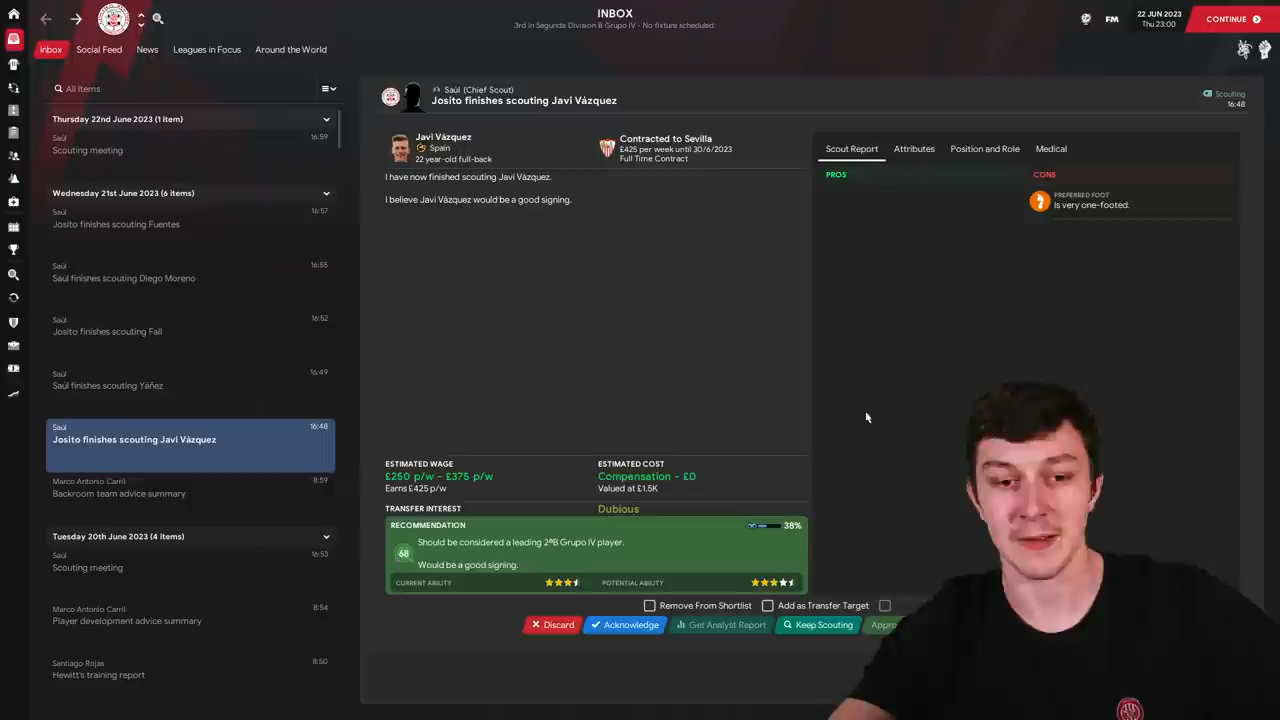 INBOX
3rd in Segunda Division B Grupo IV - No fixture scheduled.
FM
22 JUN 2023
Thu 23:00
CONTINUE
Inbox
Social Feed
News
Leagues in Focus
Around the World
All Items
Thursday 22nd June 2023 (1 item)
Saúl
16:59
Scouting meeting
Wednesday 21st June 2023 (6 items)
Saúl
16:57
Josito finishes scouting Fuentes
Saúl
16:55
Saúl finishes scouting Diego Moreno
Saúl
16:52
Josito finishes scouting Fall
Saúl
16:49
Saúl finishes scouting Yáñez
Saúl
16:48
Josito finishes scouting Javi Vázquez
Marco Antonio Carril
8:59
Backroom team advice summary
Tuesday 20th June 2023 (4 items)
Saúl
16:53
Scouting meeting
Marco Antonio Carril
8:54
Player development advice summary
Santiago Rojas
8:50
Hewitt's training report
Saúl (Chief Scout)
Josito finishes scouting Javi Vázquez
Scouting
16:48
Javi Vázquez
Spain
22 year-old full-back
Contracted to Sevilla
£425 per week until 30/6/2023
Full Time Contract
I have now finished scouting Javi Vázquez.
I believe Javi Vázquez would be a good signing.
Scout Report
Attributes
Position and Role
Medical
PROS
CONS
PREFERRED FOOT
Is very one-footed.
ESTIMATED WAGE
£250 p/w - £375 p/w
Earns £425 p/w
ESTIMATED COST
Compensation - £0
Valued at £1.5K
TRANSFER INTEREST
Dubious
RECOMMENDATION
38%
68
Should be considered a leading 2ªB Grupo IV player.
Would be a good signing.
CURRENT ABILITY
POTENTIAL ABILITY
Remove From Shortlist
Add as Transfer Target
Discard
Acknowledge
Get Analyst Report
Keep Scouting
Appro